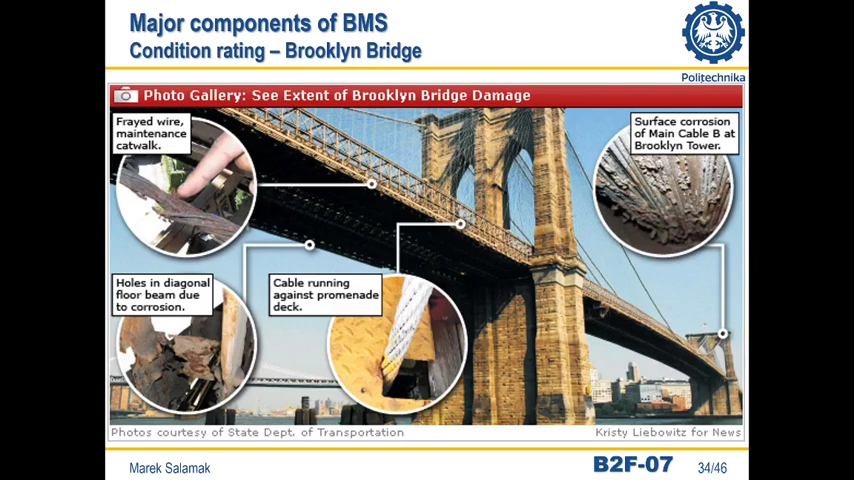 Major components of BMS
Condition rating – Brooklyn Bridge
Politechnika
Photo Gallery: See Extent of Brooklyn Bridge Damage
Frayed wire,
maintenance
catwalk.
Surface corrosion
of Main Cable B at
Brooklyn Tower.
Holes in diagonal
floor beam due
to corrosion.
Cable running
against promenade
deck.
Photos courtesy of State Dept. of Transportation
Kristy Liebowitz for News
Marek Salamak
B2F-07
34/46